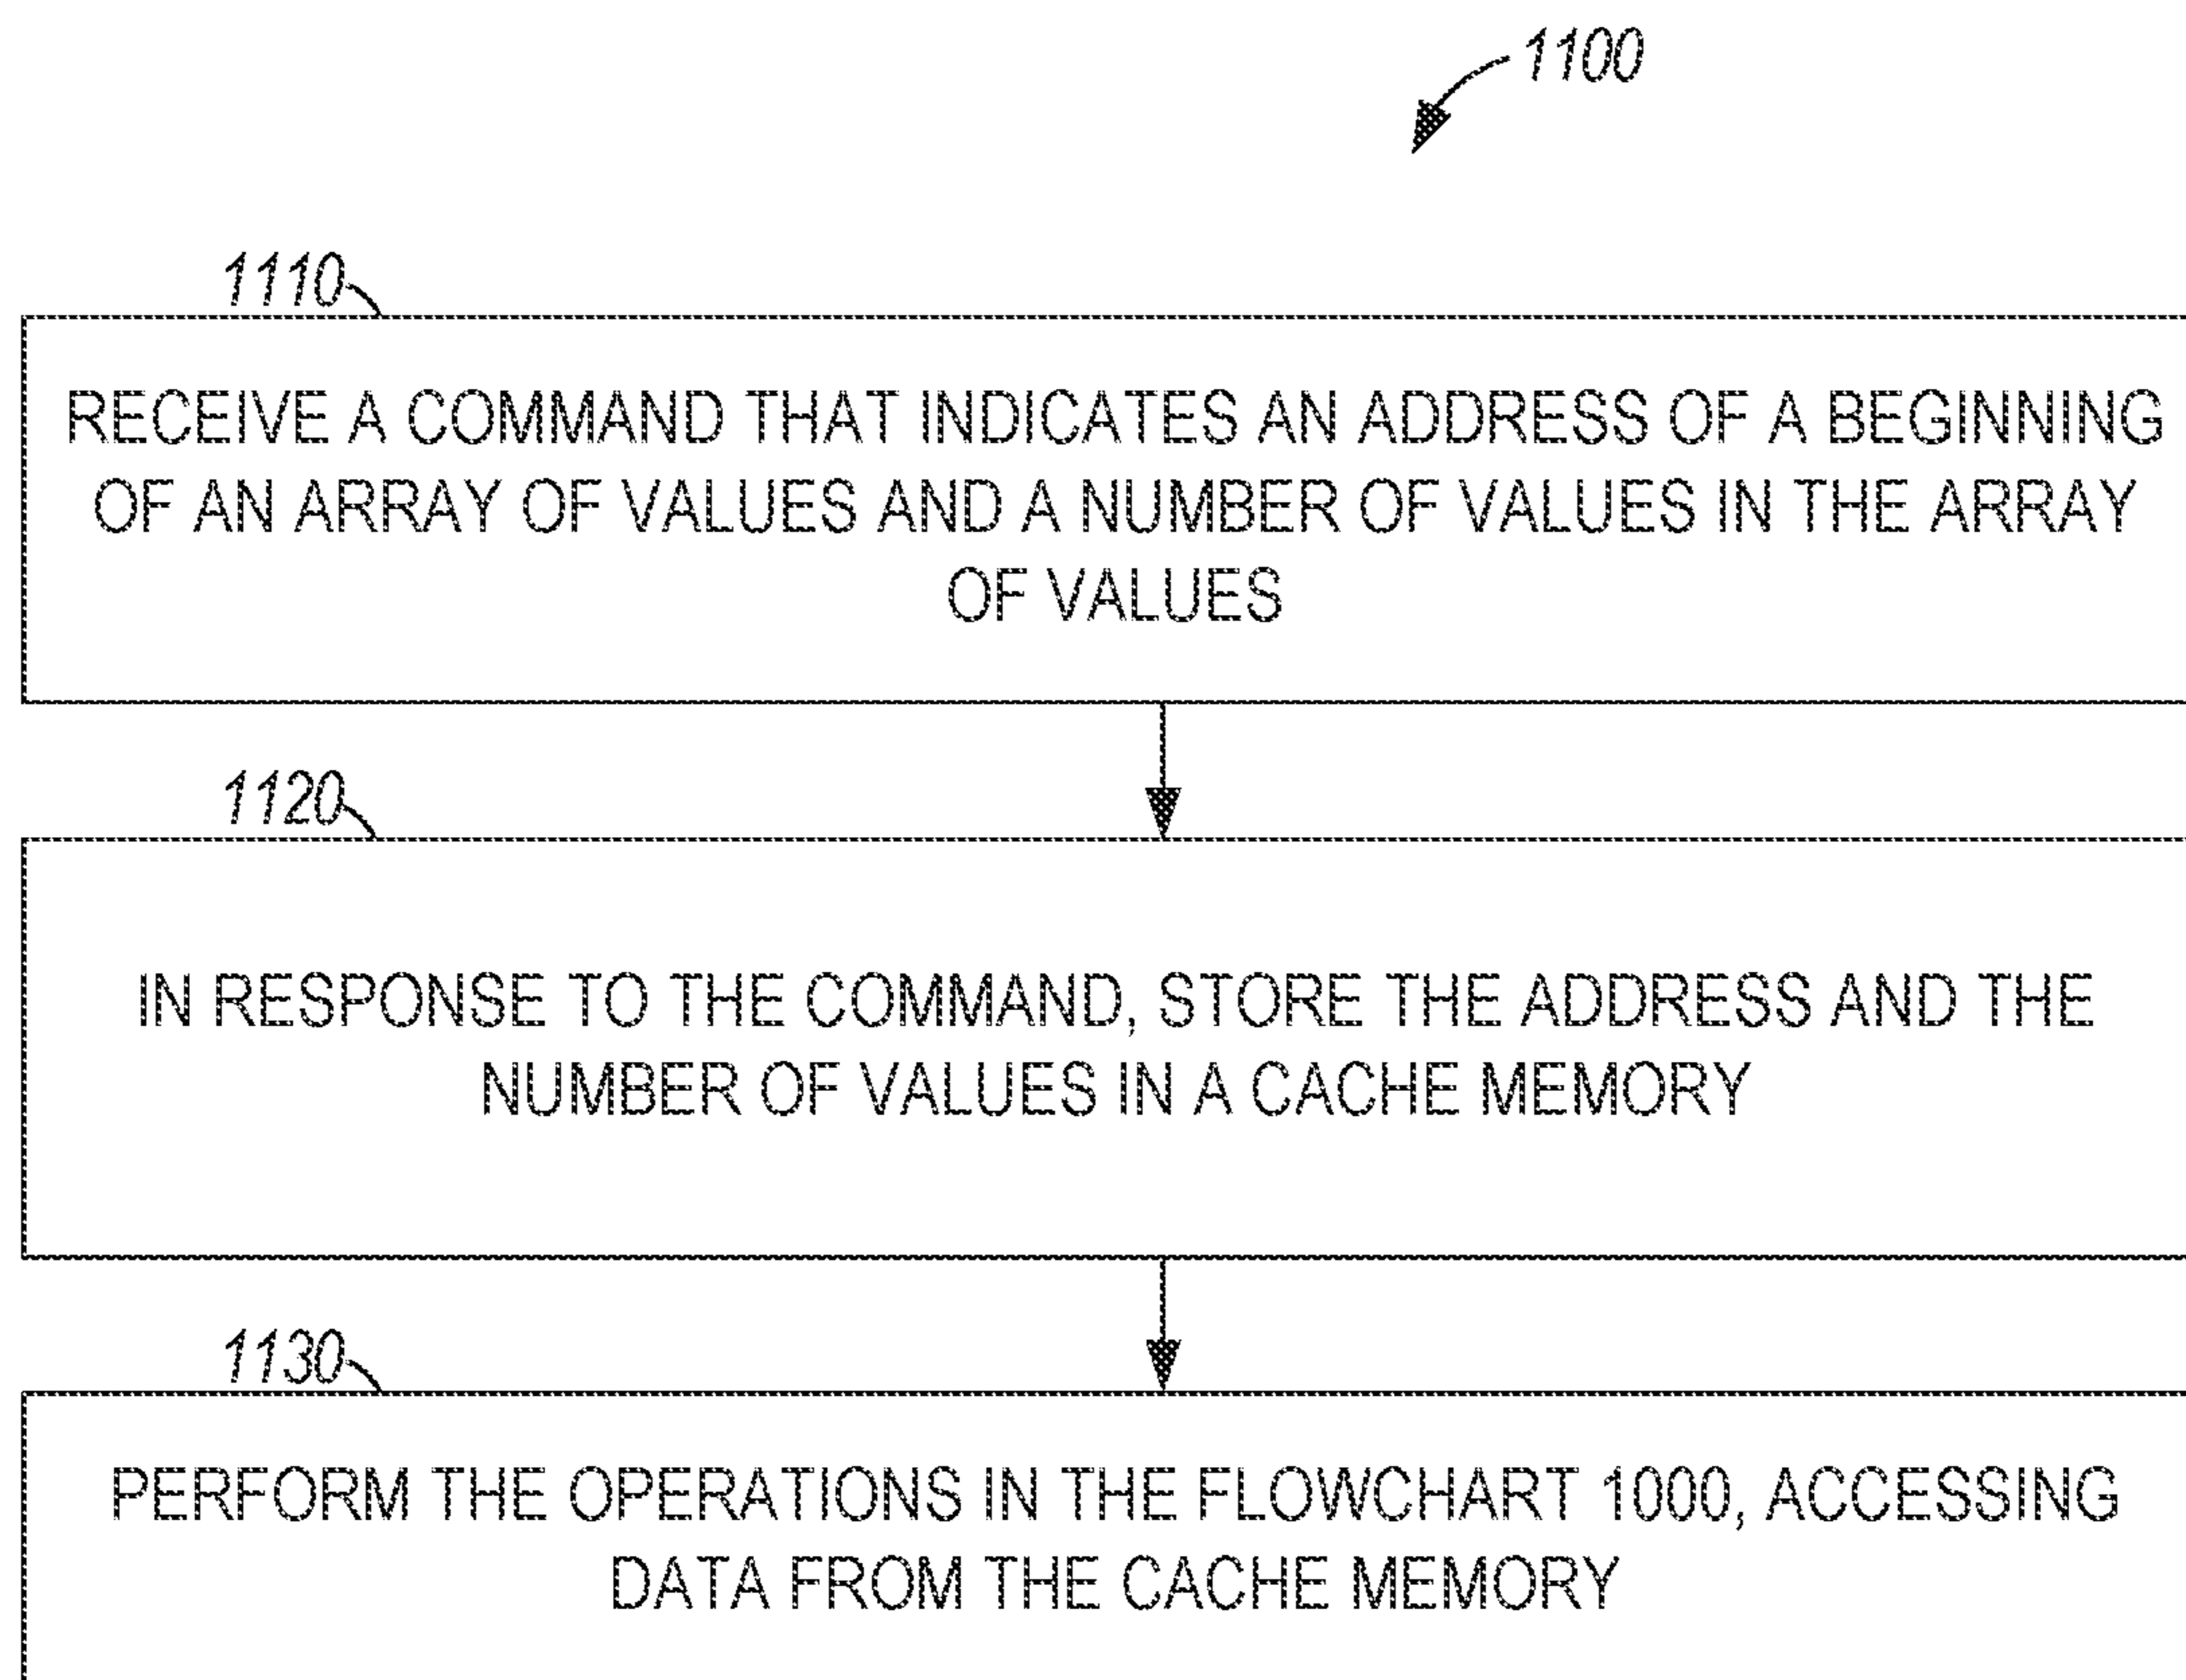 1100
1110
RECEIVE A COMMAND THAT INDICATES AN ADDRESS OF A BEGINNING
OF AN ARRAY OF VALUES AND A NUMBER OF VALUES IN THE ARRAY
OF VALUES
1120
IN RESPONSE TO THE COMMAND, STORE THE ADDRESS AND THE
NUMBER OF VALUES IN A CACHE MEMORY
1130
PERFORM THE OPERATIONS IN THE FLOWCHART 1000, ACCESSING
DATA FROM THE CACHE MEMORY